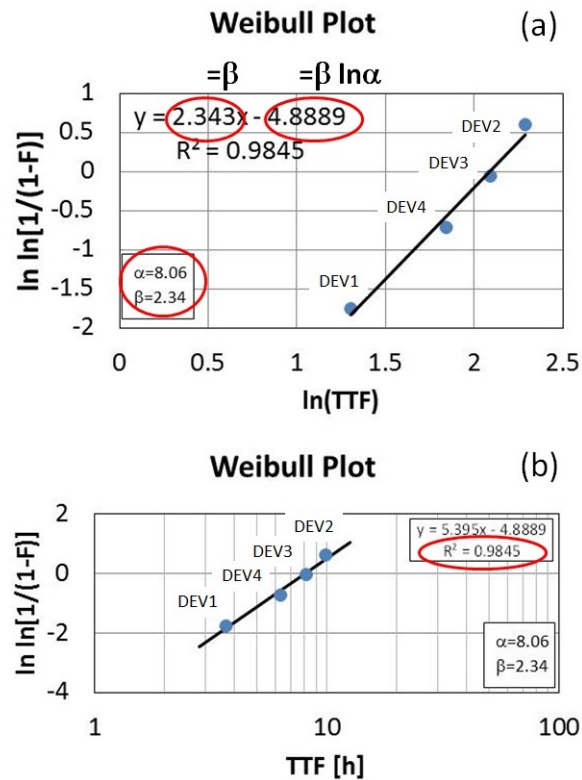 Weibull Plot
(a)
=β
=β lnα
y = 2.343x - 4.8889
R² = 0.9845
ln ln[1/(1-F)]
1
0.5
0
-0.5
-1
-1.5
-2
DEV2
DEV3
DEV4
DEV1
α=8.06
β=2.34
0
0.5
1
1.5
2
2.5
ln(TTF)
Weibull Plot
(b)
ln ln[1/(1-F)]
2
0
-2
-4
DEV2
DEV3
DEV4
DEV1
y = 5.395x - 4.8889
R² = 0.9845
α=8.06
β=2.34
1
10
100
TTF [h]